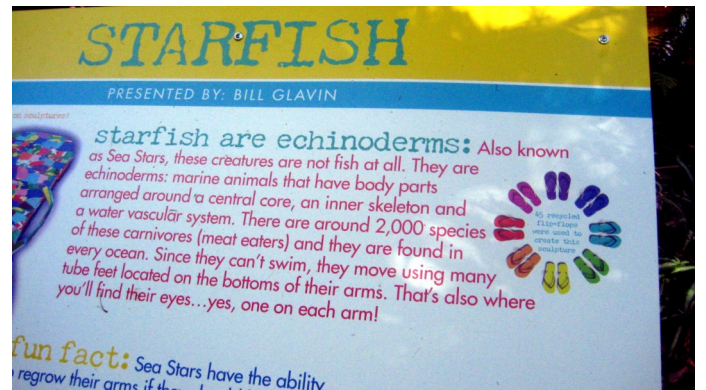 STARFISH
PRESENTED BY: BILL GLAVIN
on sculptures?
starfish are echinoderms: Also known
as Sea Stars, these creatures are not fish at all. They are
echinoderms: marine animals that have body parts
arranged around a central core, an inner skeleton and
a water vascular system. There are around 2,000 species
of these carnivores (meat eaters) and they are found in
every ocean. Since they can't swim, they move using many
tube feet located on the bottoms of their arms. That's also where
you'll find their eyes...yes, one on each arm!
45 recycled
flip-flops
were used to
create this
sculpture
fun fact: Sea Stars have the ability
regrow their arms if